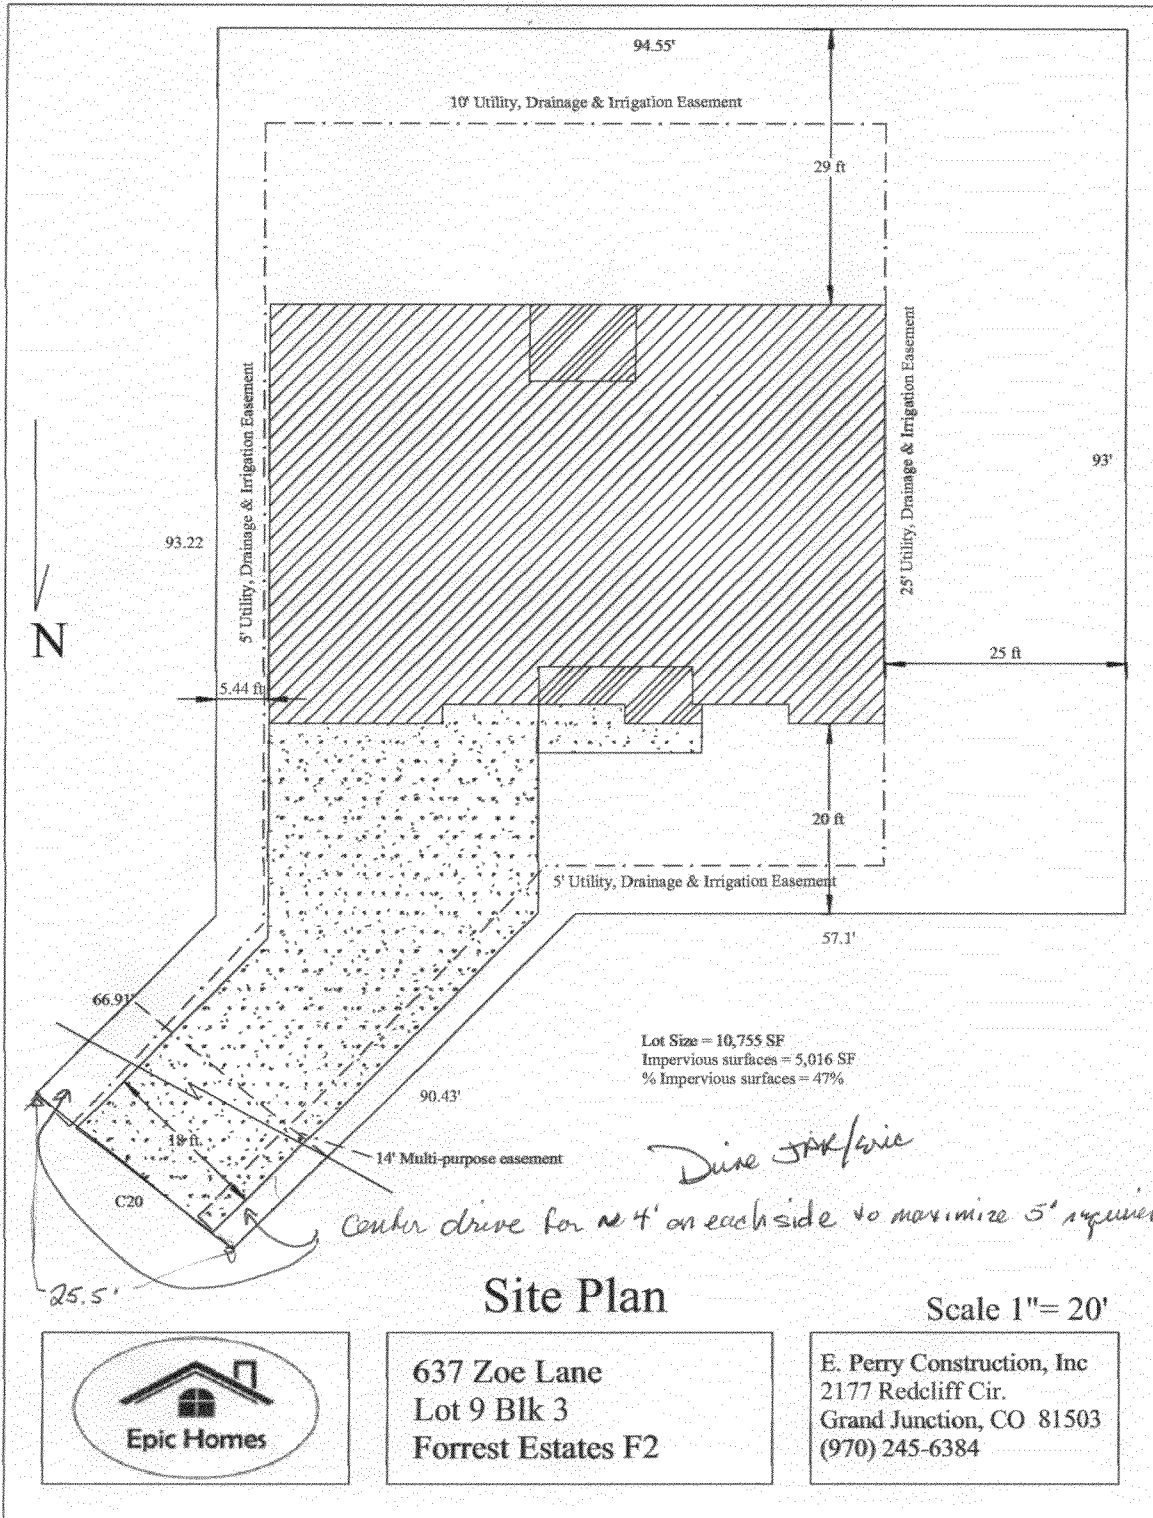 94.55'
10' Utility, Drainage & Irrigation Easement
29 ft
5' Utility, Drainage & Irrigation Easement
25' Utility, Drainage & Irrigation Easement
93'
93.22
N
25 ft
5.44 ft
20 ft
5' Utility, Drainage & Irrigation Easement
57.1'
66.91'
Lot Size = 10,755 SF
Impervious surfaces = 5,016 SF
% Impervious surfaces = 47%
90.43'
18 ft.
14' Multi-purpose easement
C20
Center drive for 4' on each side to maximize 5'
25.5'
Site Plan
Scale 1"= 20'
Epic Homes
637 Zoe Lane
Lot 9 Blk 3
Forrest Estates F2
E. Perry Construction, Inc
2177 Redcliff Cir.
Grand Junction, CO 81503
(970) 245-6384